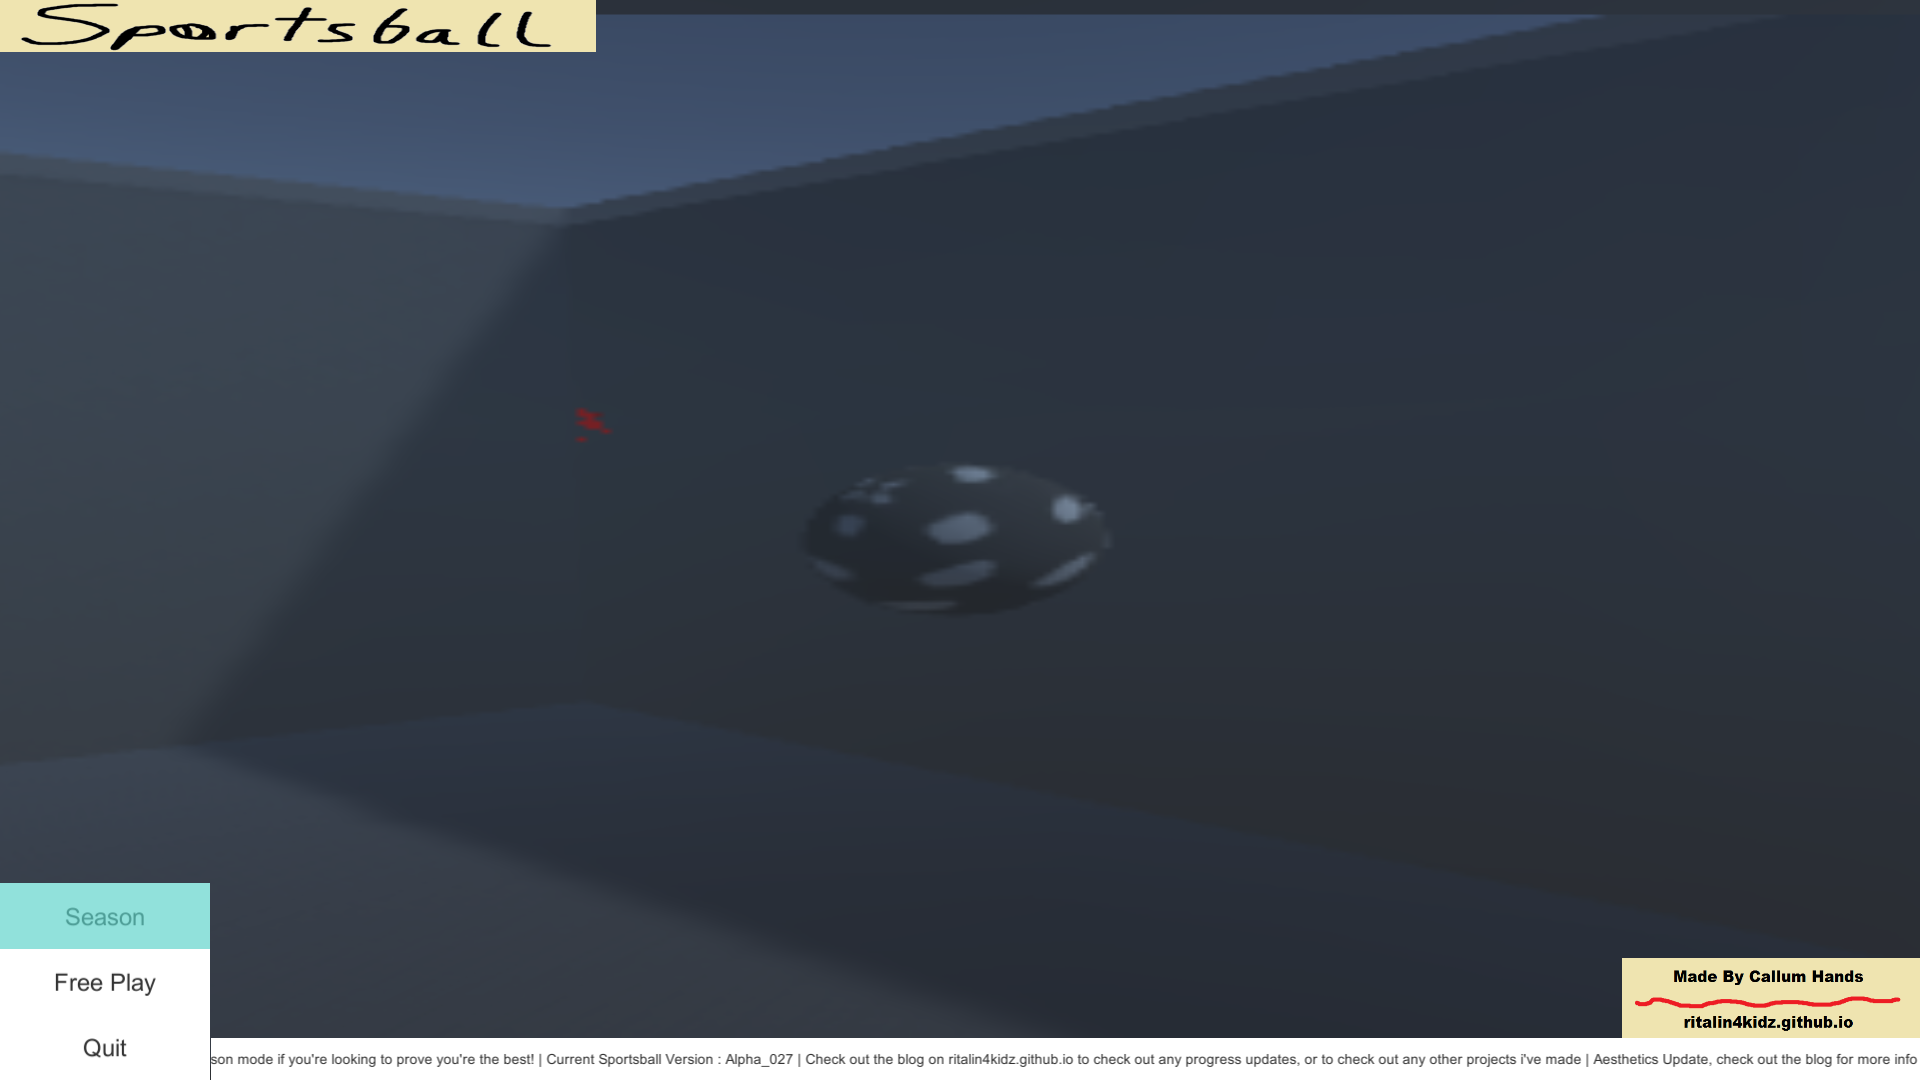 Sportsball
Season
Free Play
Quit
Made By Callum Hands
ritalin4kidz.github.io
son mode if you're looking to prove you're the best! | Current Sportsball Version : Alpha_027 | Check out the blog on ritalin4kidz.github.io to check out any progress updates, or to check out any other projects i've made | Aesthetics Update, check out the blog for more info